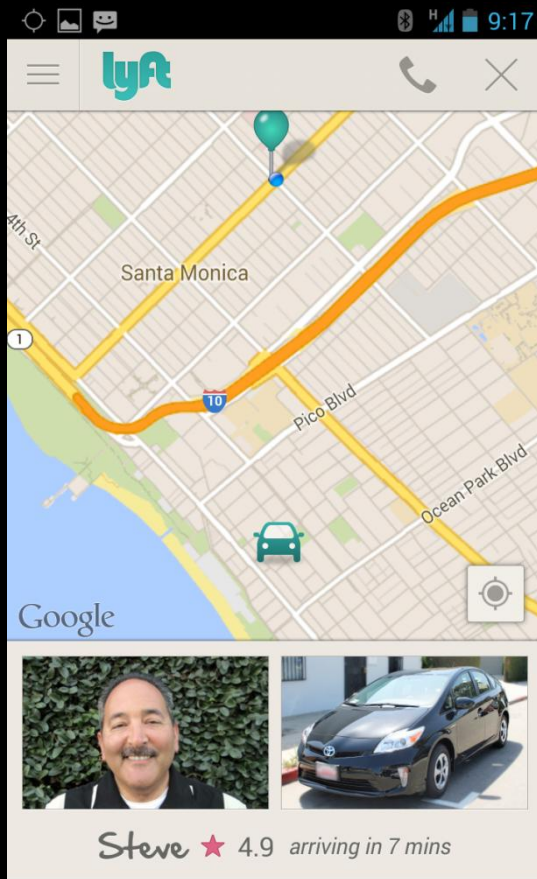 H 9:17
lyft
4th St
Santa Monica
1
10
Pico Blvd
Ocean Park Blvd
Google
Steve ★ 4.9 arriving in 7 mins